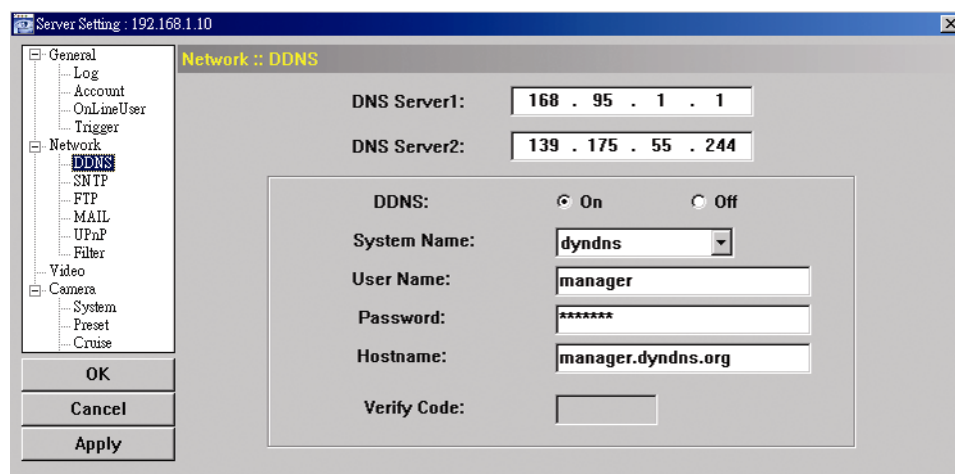 Server Setting : 192.168.1.10
General
Log
Account
OnLineUser
Trigger
Network
DDNS
SNTP
FTP
MAIL
UPnP
Filter
Video
Camera
System
Preset
Cruise
OK
Cancel
Apply
Network :: DDNS
DNS Server1: 168 . 95 . 1 . 1
DNS Server2: 139 . 175 . 55 . 244
DDNS: On Off
System Name: dyndns
User Name: manager
Password: *******
Hostname: manager.dyndns.org
Verify Code: